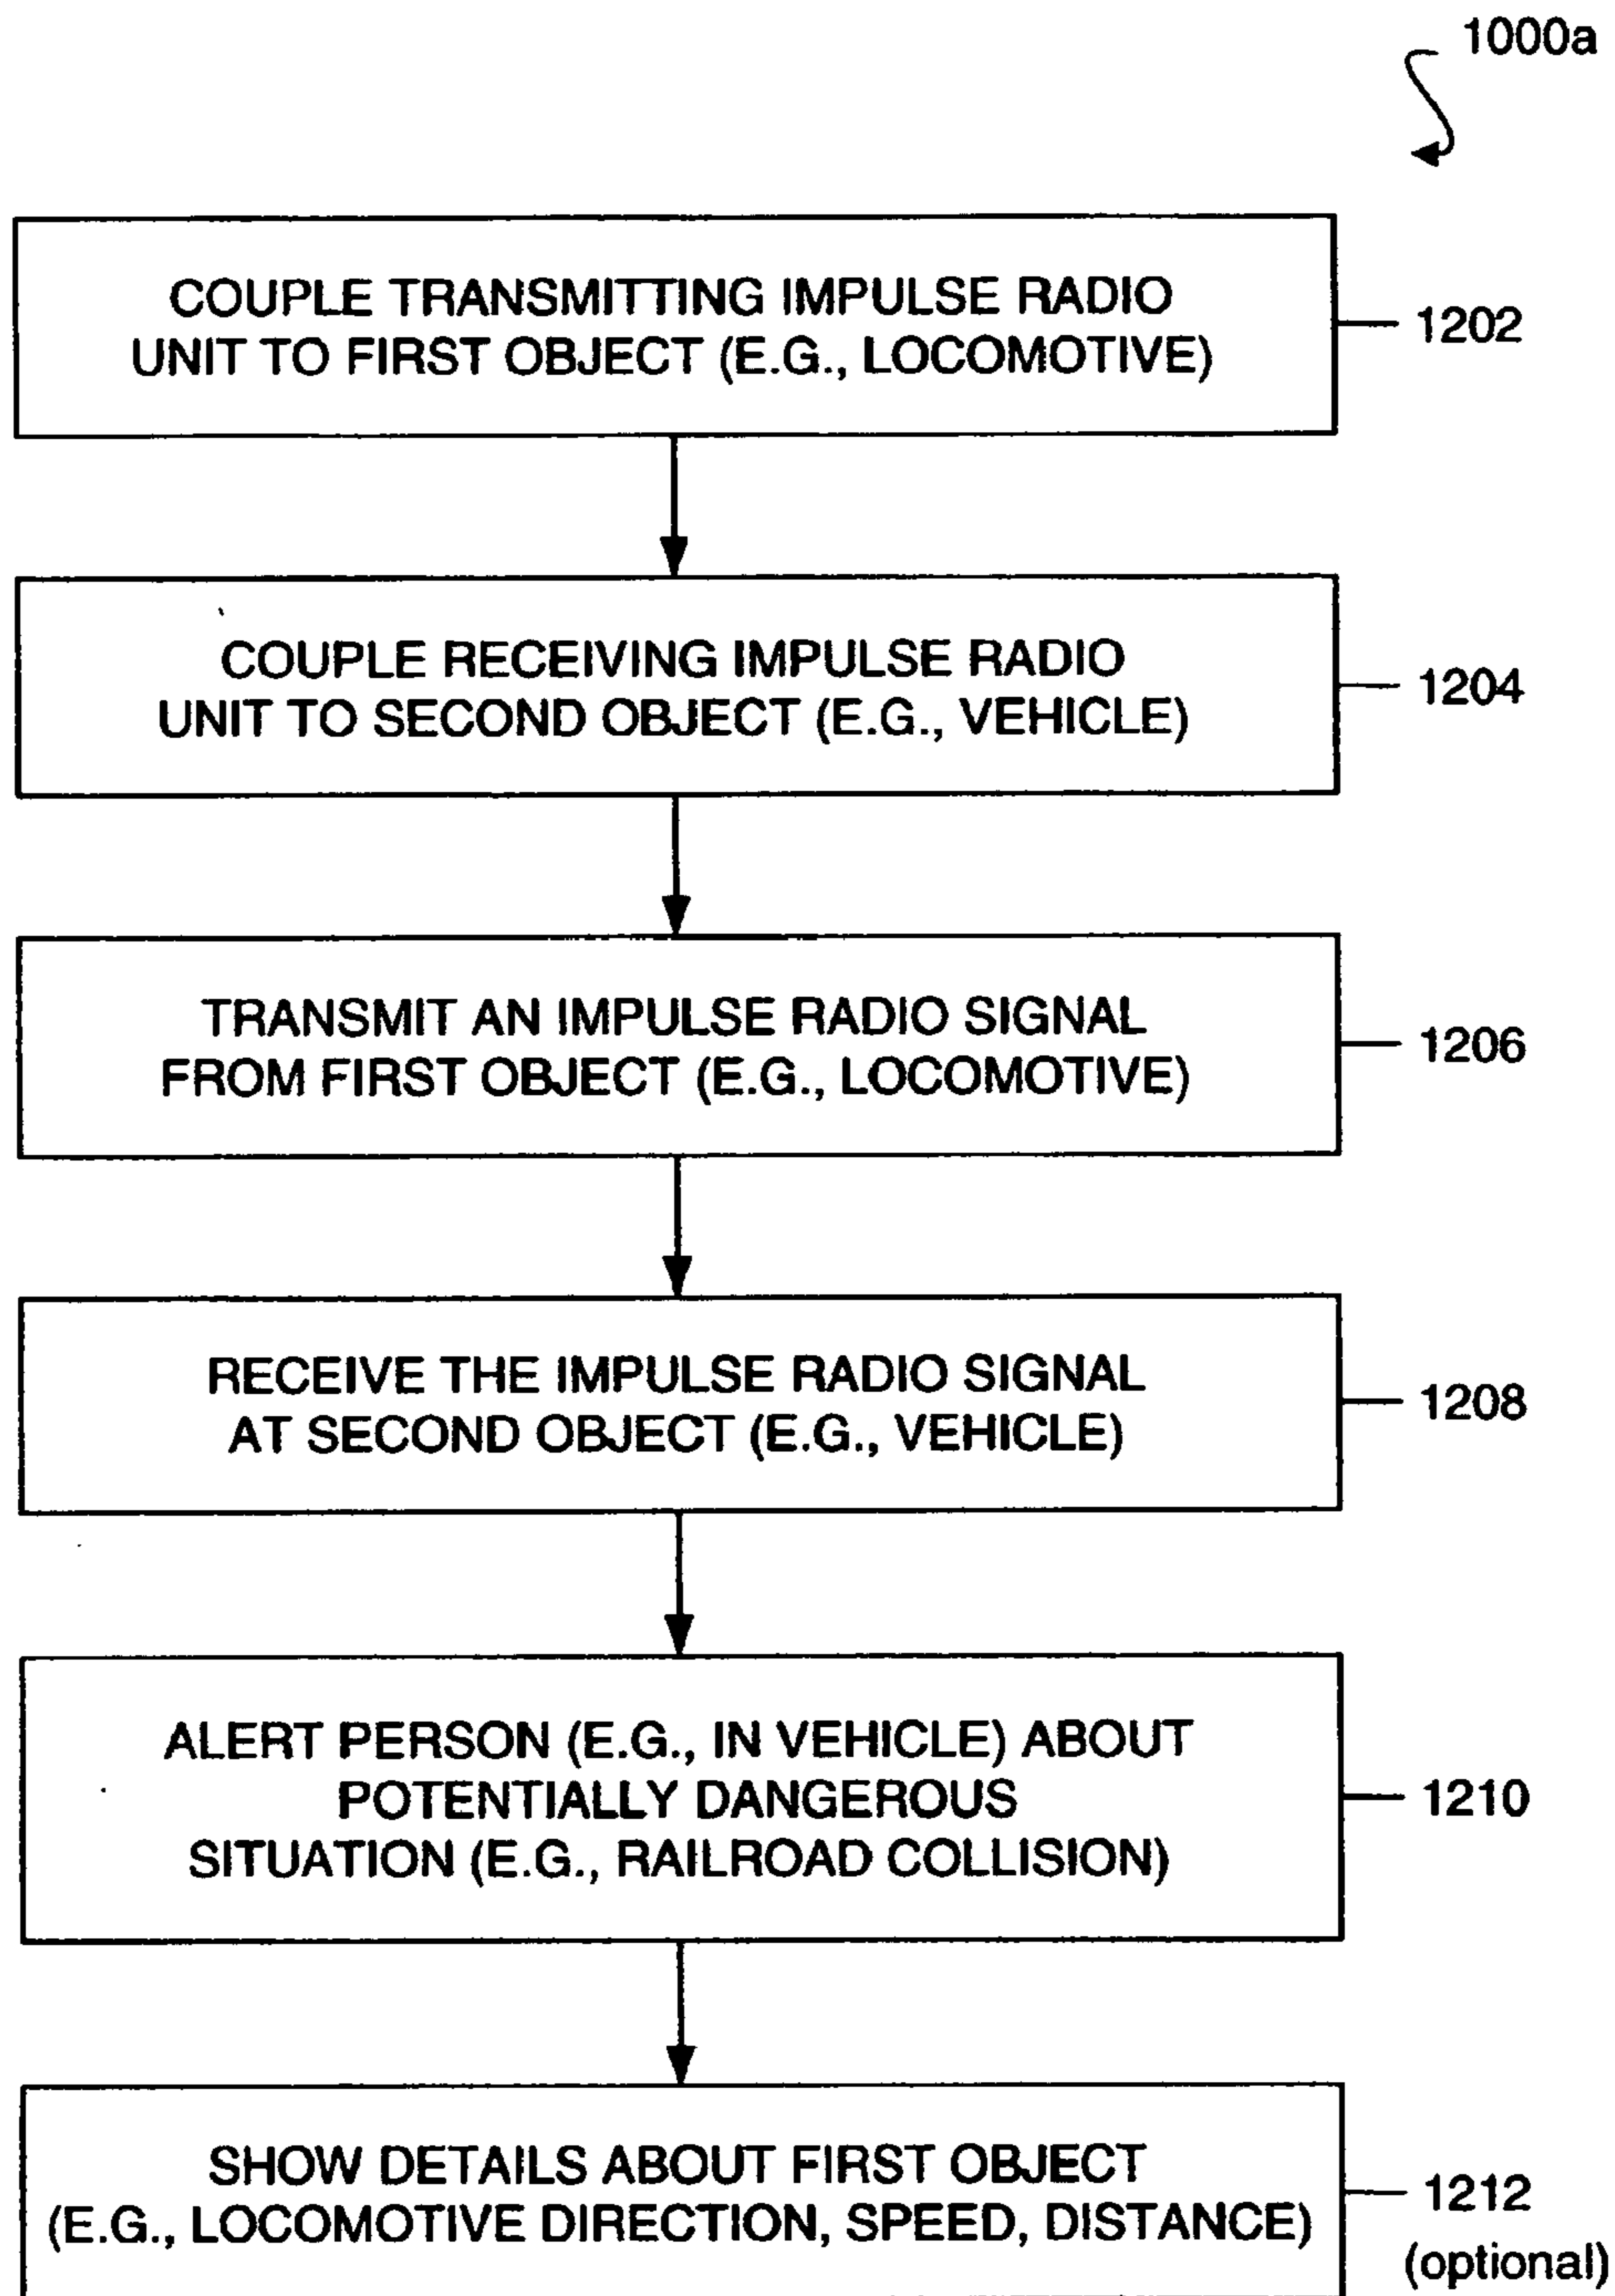 1000a
COUPLE TRANSMITTING IMPULSE RADIO
UNIT TO FIRST OBJECT (E.G., LOCOMOTIVE)
1202
COUPLE RECEIVING IMPULSE RADIO
UNIT TO SECOND OBJECT (E.G., VEHICLE)
1204
TRANSMIT AN IMPULSE RADIO SIGNAL
FROM FIRST OBJECT (E.G., LOCOMOTIVE)
1206
RECEIVE THE IMPULSE RADIO SIGNAL
AT SECOND OBJECT (E.G., VEHICLE)
1208
ALERT PERSON (E.G., IN VEHICLE) ABOUT
POTENTIALLY DANGEROUS
SITUATION (E.G., RAILROAD COLLISION)
1210
SHOW DETAILS ABOUT FIRST OBJECT
(E.G., LOCOMOTIVE DIRECTION, SPEED, DISTANCE)
1212
(optional)